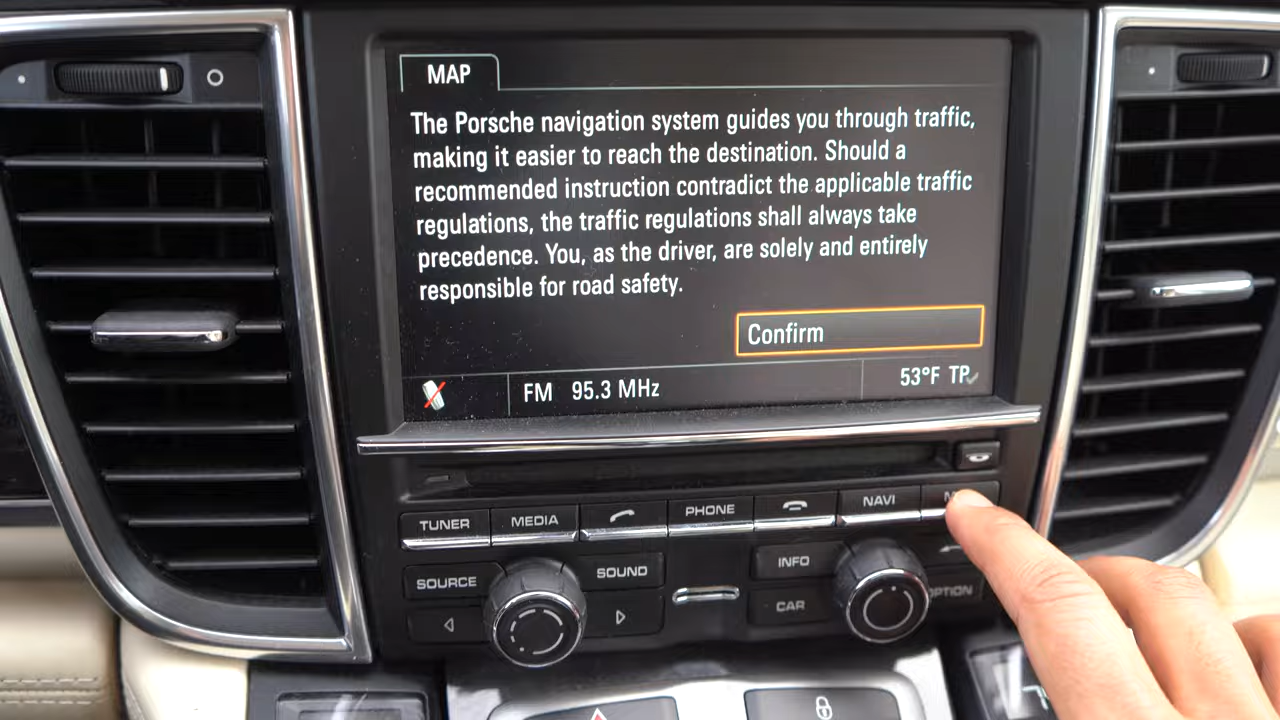 MAP
The Porsche navigation system guides you through traffic,
making it easier to reach the destination. Should a
recommended instruction contradict the applicable traffic
regulations, the traffic regulations shall always take
precedence. You, as the driver, are solely and entirely
responsible for road safety.
Confirm
FM 95.3 MHz 53°F TP
TUNER MEDIA PHONE NAVI
SOURCE SOUND INFO
CAR OPTION